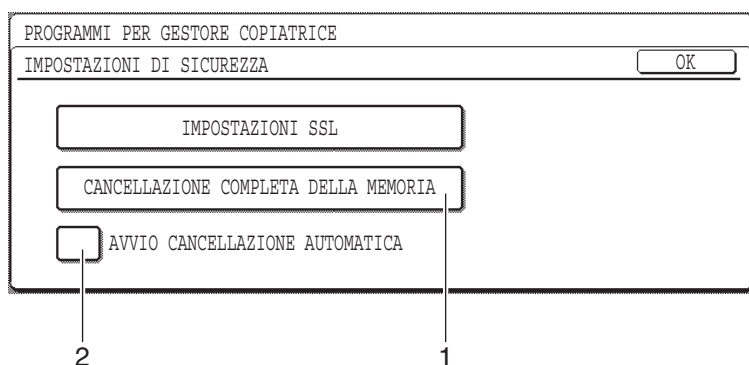 PROGRAMMI PER GESTORE COPIATRICE
IMPOSTAZIONI DI SICUREZZA
OK
IMPOSTAZIONI SSL
CANCELLAZIONE COMPLETA DELLA MEMORIA
AVVIO CANCELLAZIONE AUTOMATICA
2
1